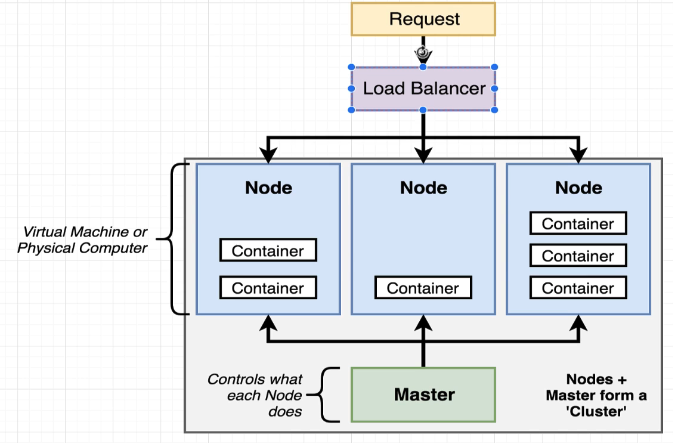 Request
Load Balancer
Node
Node
Node
Container
Container
Container
Virtual Machine or
Physical Computer
Container
Container
Container
Container
Controls what
each Node
does
Master
Nodes +
Master form a
'Cluster'